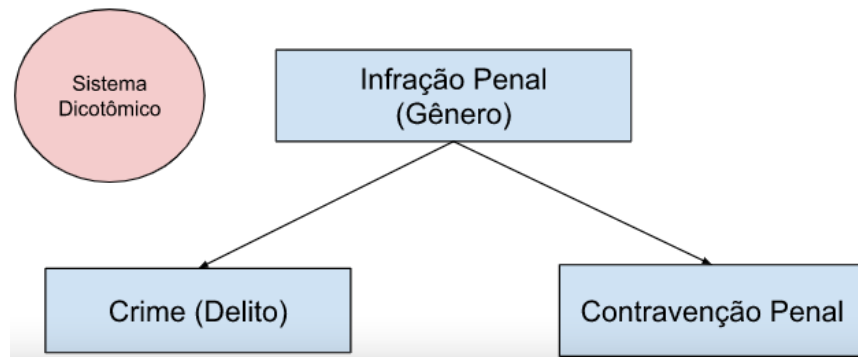 Sistema
Dicotômico
Infração Penal
(Gênero)
Crime (Delito)
Contravenção Penal